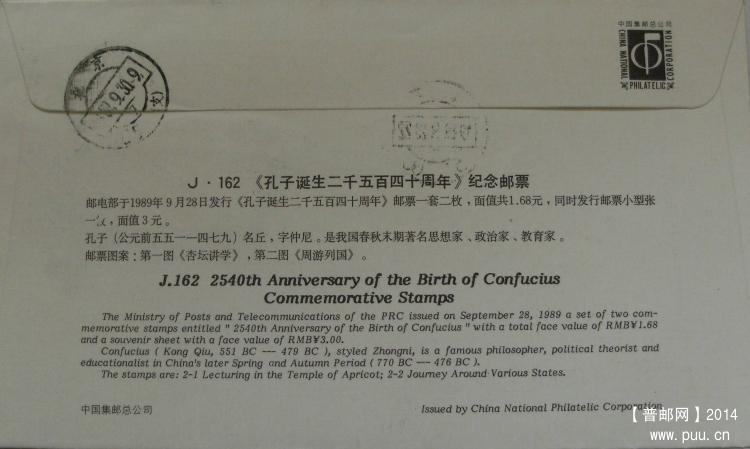 中国集邮总公司
CHINA NATIONAL
PHILATELIC
CORPORATION
J·162 《孔子诞生二千五百四十周年》纪念邮票
邮电部于1989年9月28日发行《孔子诞生二千五百四十周年》邮票一套二枚，面值共1.68元，同时发行邮票小型张
一枚，面值3元。
孔子（公元前五五一—四七九）名丘，字仲尼。是我国春秋末期著名思想家、政治家、教育家。
邮票图案：第一图《杏坛讲学》，第二图《周游列国》。
J.162 2540th Anniversary of the Birth of Confucius
Commemorative Stamps
The Ministry of Posts and Telecommunications of the PRC issued on September 28, 1989 a set of two com-
memorative stamps entitled " 2540th Anniversary of the Birth of Confucius " with a total face value of RMB¥1.68
and a souvenir sheet with a face value of RMB¥3.00.
Confucius ( Kong Qiu, 551 BC --- 479 BC ), styled Zhongni, is a famous philosopher, political theorist and
educationalist in China's later Spring and Autumn Period ( 770 BC --- 476 BC ).
The stamps are: 2-1 Lecturing in the Temple of Apricot; 2-2 Journey Around Various States.
中国集邮总公司
Issued by China National Philatelic Corporation
【普邮网】2014
www.puu.cn